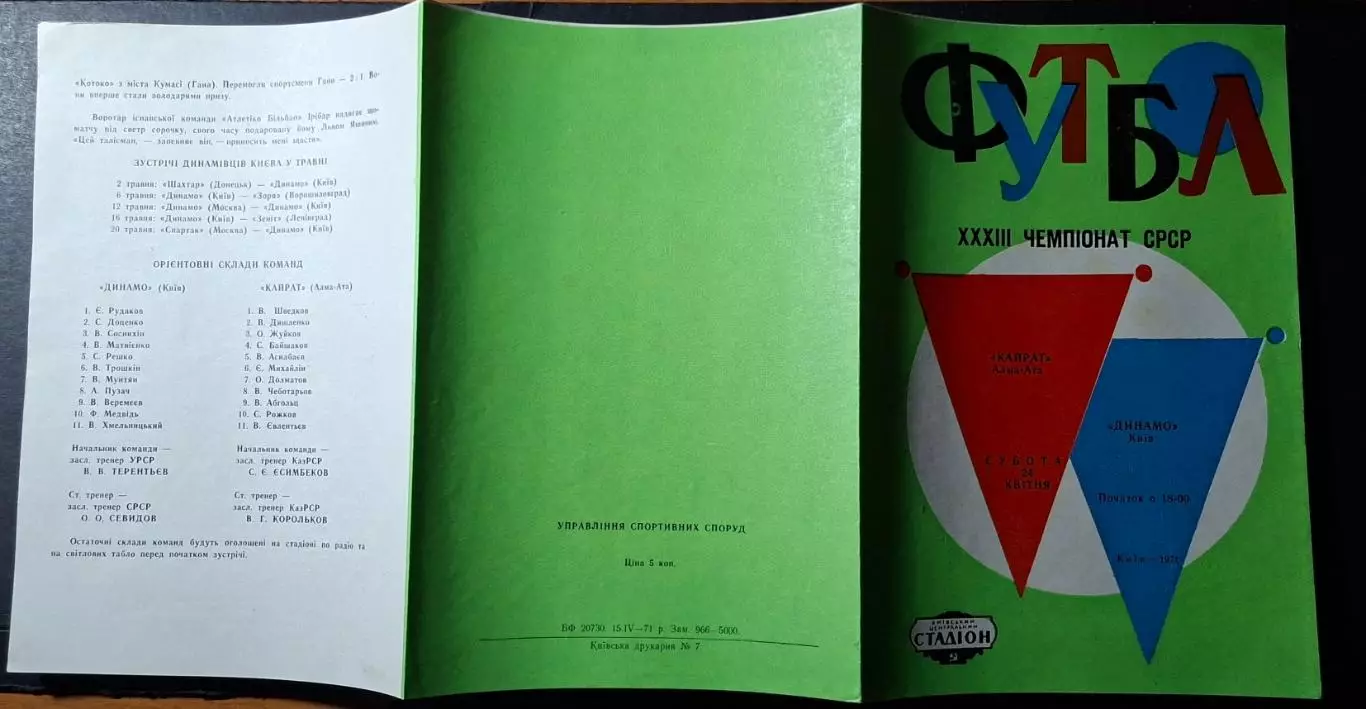 «Котоко» з міста Кумасі (Гана). Перемогли спортсмени Гани — 2:1. Во-
ни вперше стали володарями призу.
Воротар іспанської команди «Атлетіко Більбао» Ірібар надягає до
матчу під светр сорочку, свого часу подаровану йому Львом Яшиним.
«Цей талісман, — запевняє він, — приносить мені щастя».
ЗУСТРІЧІ ДИНАМІВЦІВ КИЄВА У ТРАВНІ
2 травня: «Шахтар» (Донецьк) — «Динамо» (Київ)
6 травня: «Динамо» (Київ) — «Зоря» (Ворошиловград)
12 травня: «Динамо» (Москва) — «Динамо» (Київ)
16 травня: «Динамо» (Київ) — «Зеніт» (Ленінград)
20 травня: «Спартак» (Москва) — «Динамо» (Київ)
ОРІЄНТОВНІ СКЛАДИ КОМАНД
«ДИНАМО» (Київ)
1. Є. Рудаков
2. С. Доценко
3. В. Соснихін
4. В. Матвієнко
5. С. Решко
6. В. Трошкін
7. В. Мунтян
8. А. Пузач
9. В. Веремєєв
10. Ф. Медвідь
11. В. Хмельницький
Начальник команди —
засл. тренер УРСР
В. В. ТЕРЕНТЬЄВ
Ст. тренер —
засл. тренер СРСР
О. О. СЕВИДОВ
«КАЙРАТ» (Алма-Ата)
1. В. Шведков
2. В. Дишленко
3. О. Жуйков
4. С. Байшаков
5. В. Аснабаєв
6. Є. Михайлін
7. О. Долматов
8. В. Чеботарьов
9. В. Абгольц
10. С. Рожков
11. В. Євлентьєв
Начальник команди —
засл. тренер КазРСР
С. Є. ЄСИМБЕКОВ
Ст. тренер —
засл. тренер КазРСР
В. Г. КОРОЛЬКОВ
Остаточні склади команд будуть оголошені на стадіоні по радіо та
на світлових табло перед початком зустрічі.
УПРАВЛІННЯ СПОРТИВНИХ СПОРУД
Ціна 5 коп.
БФ 20730. 15.IV—71 р. Зам. 966—5000.
Київська друкарня № 7
ФУТБОЛ
XXXIII ЧЕМПІОНАТ СРСР
«КАЙРАТ»
Алма-Ата
СУБОТА
24
КВІТНЯ
«ДИНАМО»
Київ
Початок о 18-00
Київ — 1971
КИЇВСЬКИЙ
ЦЕНТРАЛЬНИЙ
СТАДІОН